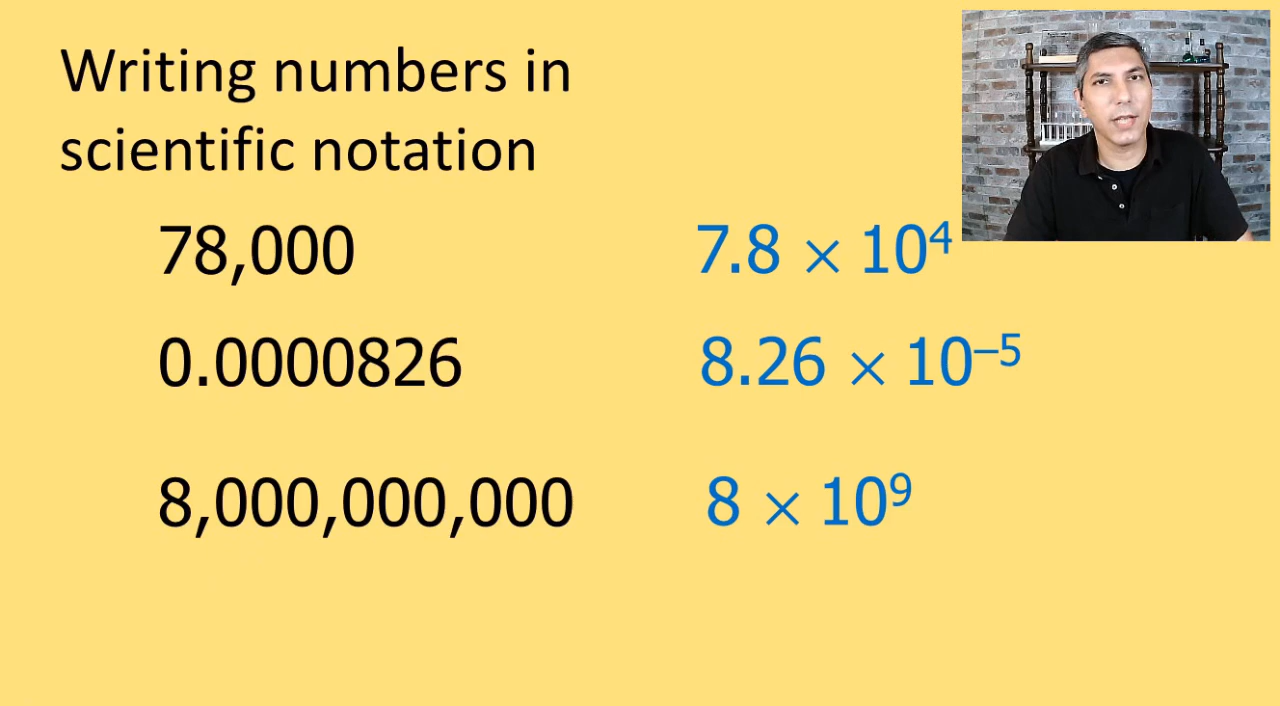 Writing numbers in
scientific notation
78,000 7.8 × 10⁴
0.0000826 8.26 × 10⁻⁵
8,000,000,000 8 × 10⁹